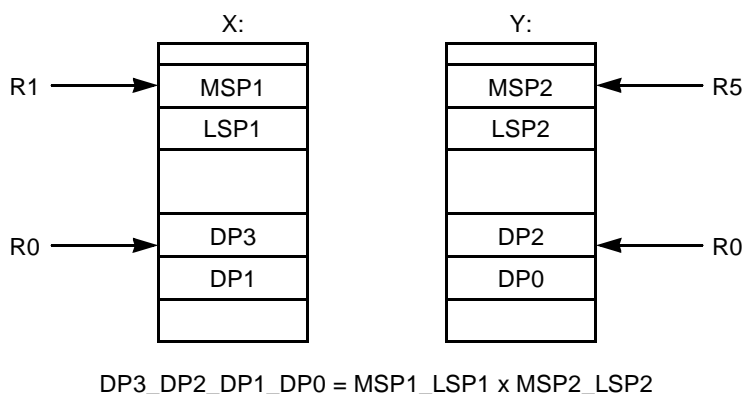 X: Y:
R1 MSP1 MSP2 R5
LSP1 LSP2
R0 DP3 DP2 R0
DP1 DP0
DP3_DP2_DP1_DP0 = MSP1_LSP1 x MSP2_LSP2